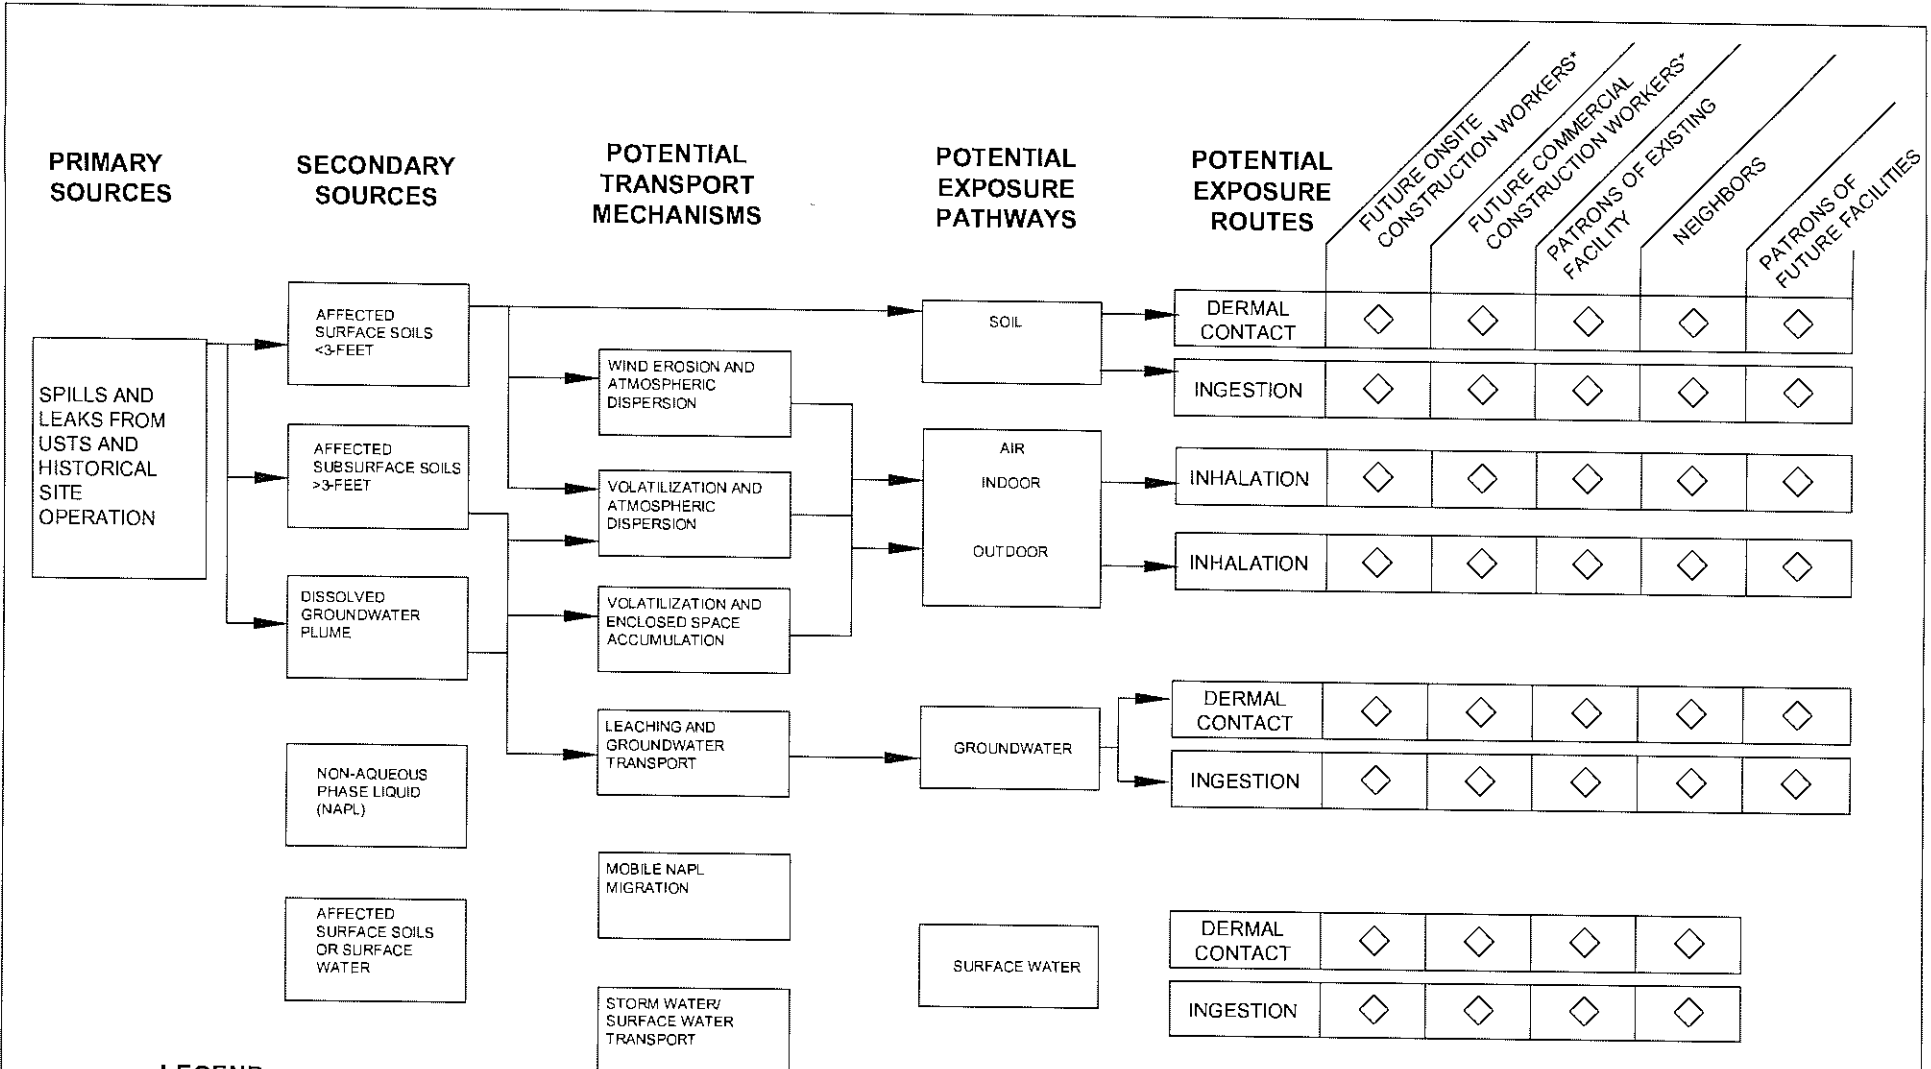 PRIMARY
SOURCES
SECONDARY
SOURCES
POTENTIAL
TRANSPORT
MECHANISMS
POTENTIAL
EXPOSURE
PATHWAYS
POTENTIAL
EXPOSURE
ROUTES
FUTURE ONSITE
CONSTRUCTION WORKERS*
FUTURE COMMERCIAL
CONSTRUCTION WORKERS*
PATRONS OF EXISTING
FACILITY
NEIGHBORS
PATRONS OF
FUTURE FACILITIES
SPILLS AND
LEAKS FROM
USTS AND
HISTORICAL
SITE
OPERATION
AFFECTED
SURFACE SOILS
<3-FEET
AFFECTED
SUBSURFACE SOILS
>3-FEET
DISSOLVED
GROUNDWATER
PLUME
NON-AQUEOUS
PHASE LIQUID
(NAPL)
AFFECTED
SURFACE SOILS
OR SURFACE
WATER
WIND EROSION AND
ATMOSPHERIC
DISPERSION
VOLATILIZATION AND
ATMOSPHERIC
DISPERSION
VOLATILIZATION AND
ENCLOSED SPACE
ACCUMULATION
LEACHING AND
GROUNDWATER
TRANSPORT
MOBILE NAPL
MIGRATION
STORM WATER/
SURFACE WATER
TRANSPORT
SOIL
AIR
INDOOR
OUTDOOR
GROUNDWATER
SURFACE WATER
DERMAL
CONTACT
INGESTION
INHALATION
INHALATION
DERMAL
CONTACT
INGESTION
DERMAL
CONTACT
INGESTION
LEGEND